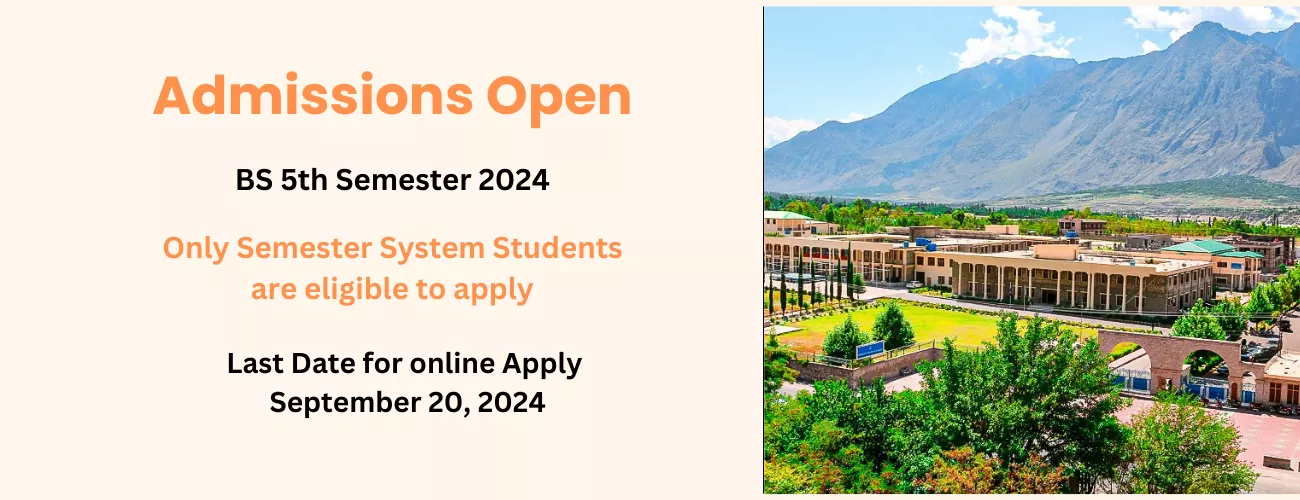 Admissions Open
BS 5th Semester 2024
Only Semester System Students
are eligible to apply
Last Date for online Apply
September 20, 2024